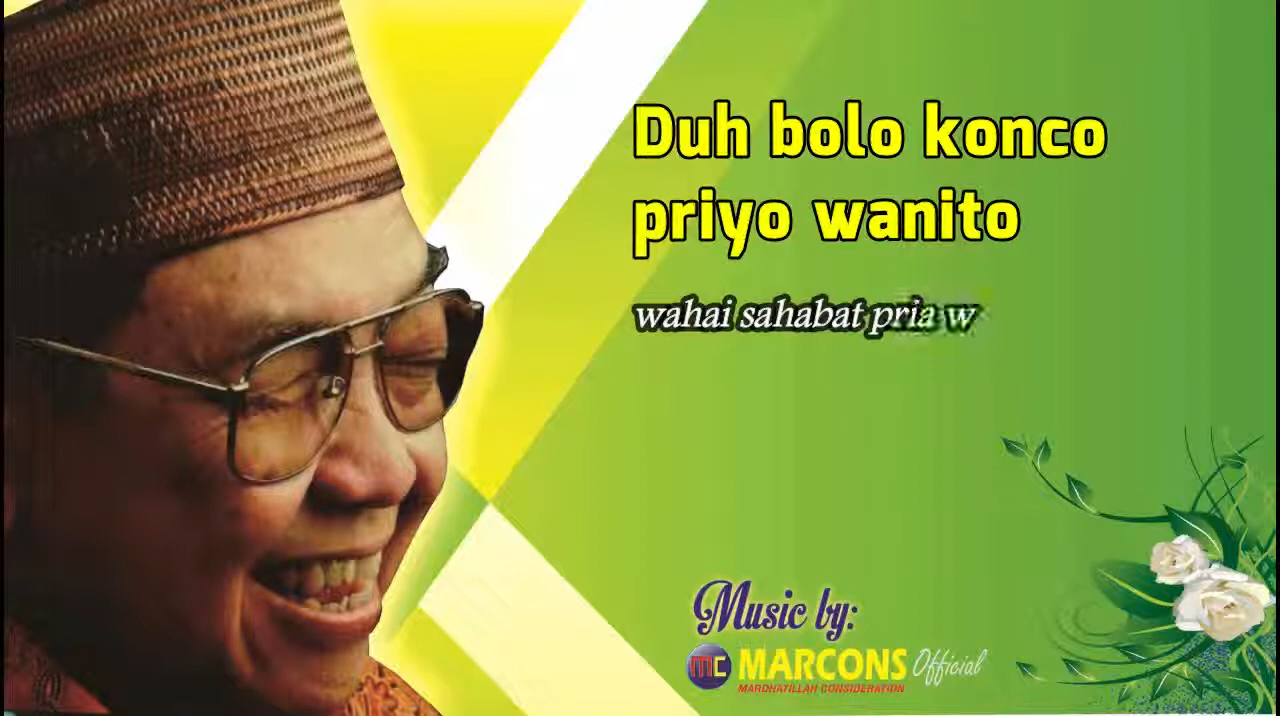 Duh bolo konco
priyo wanito
wahai sahabat pria w
Music by:
MC MARCONS Official
MARDHATILLAH CONSIDERATION